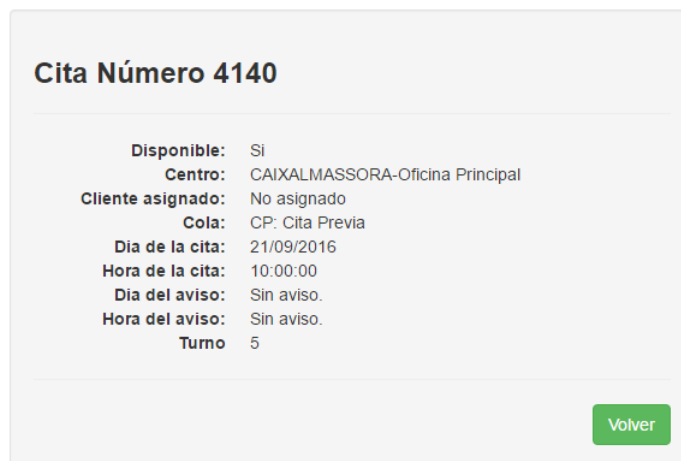 Cita Número 4140
Disponible: Si
Centro: CAIXALMASSORA-Oficina Principal
Cliente asignado: No asignado
Cola: CP: Cita Previa
Dia de la cita: 21/09/2016
Hora de la cita: 10:00:00
Dia del aviso: Sin aviso.
Hora del aviso: Sin aviso.
Turno 5
Volver